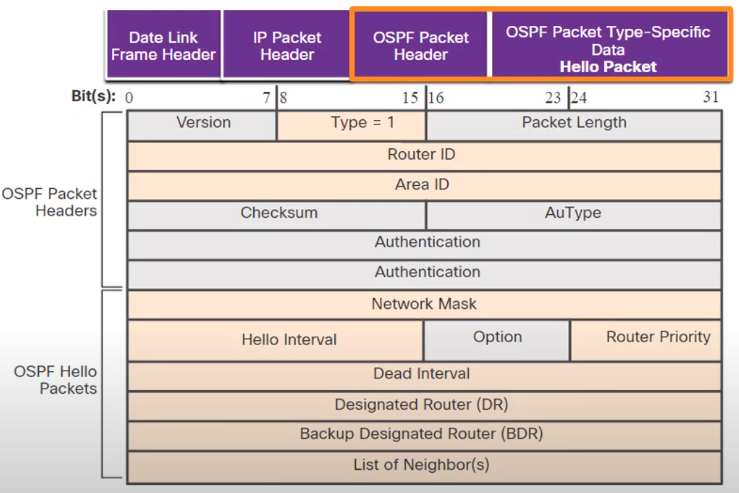 Date Link
Frame Header
IP Packet
Header
OSPF Packet
Header
OSPF Packet Type-Specific
Data
Hello Packet
Bit(s): 0 7 8 15 16 23 24 31
Version Type = 1 Packet Length
Router ID
Area ID
OSPF Packet
Headers
Checksum AuType
Authentication
Authentication
Network Mask
Hello Interval Option Router Priority
OSPF Hello
Packets
Dead Interval
Designated Router (DR)
Backup Designated Router (BDR)
List of Neighbor(s)